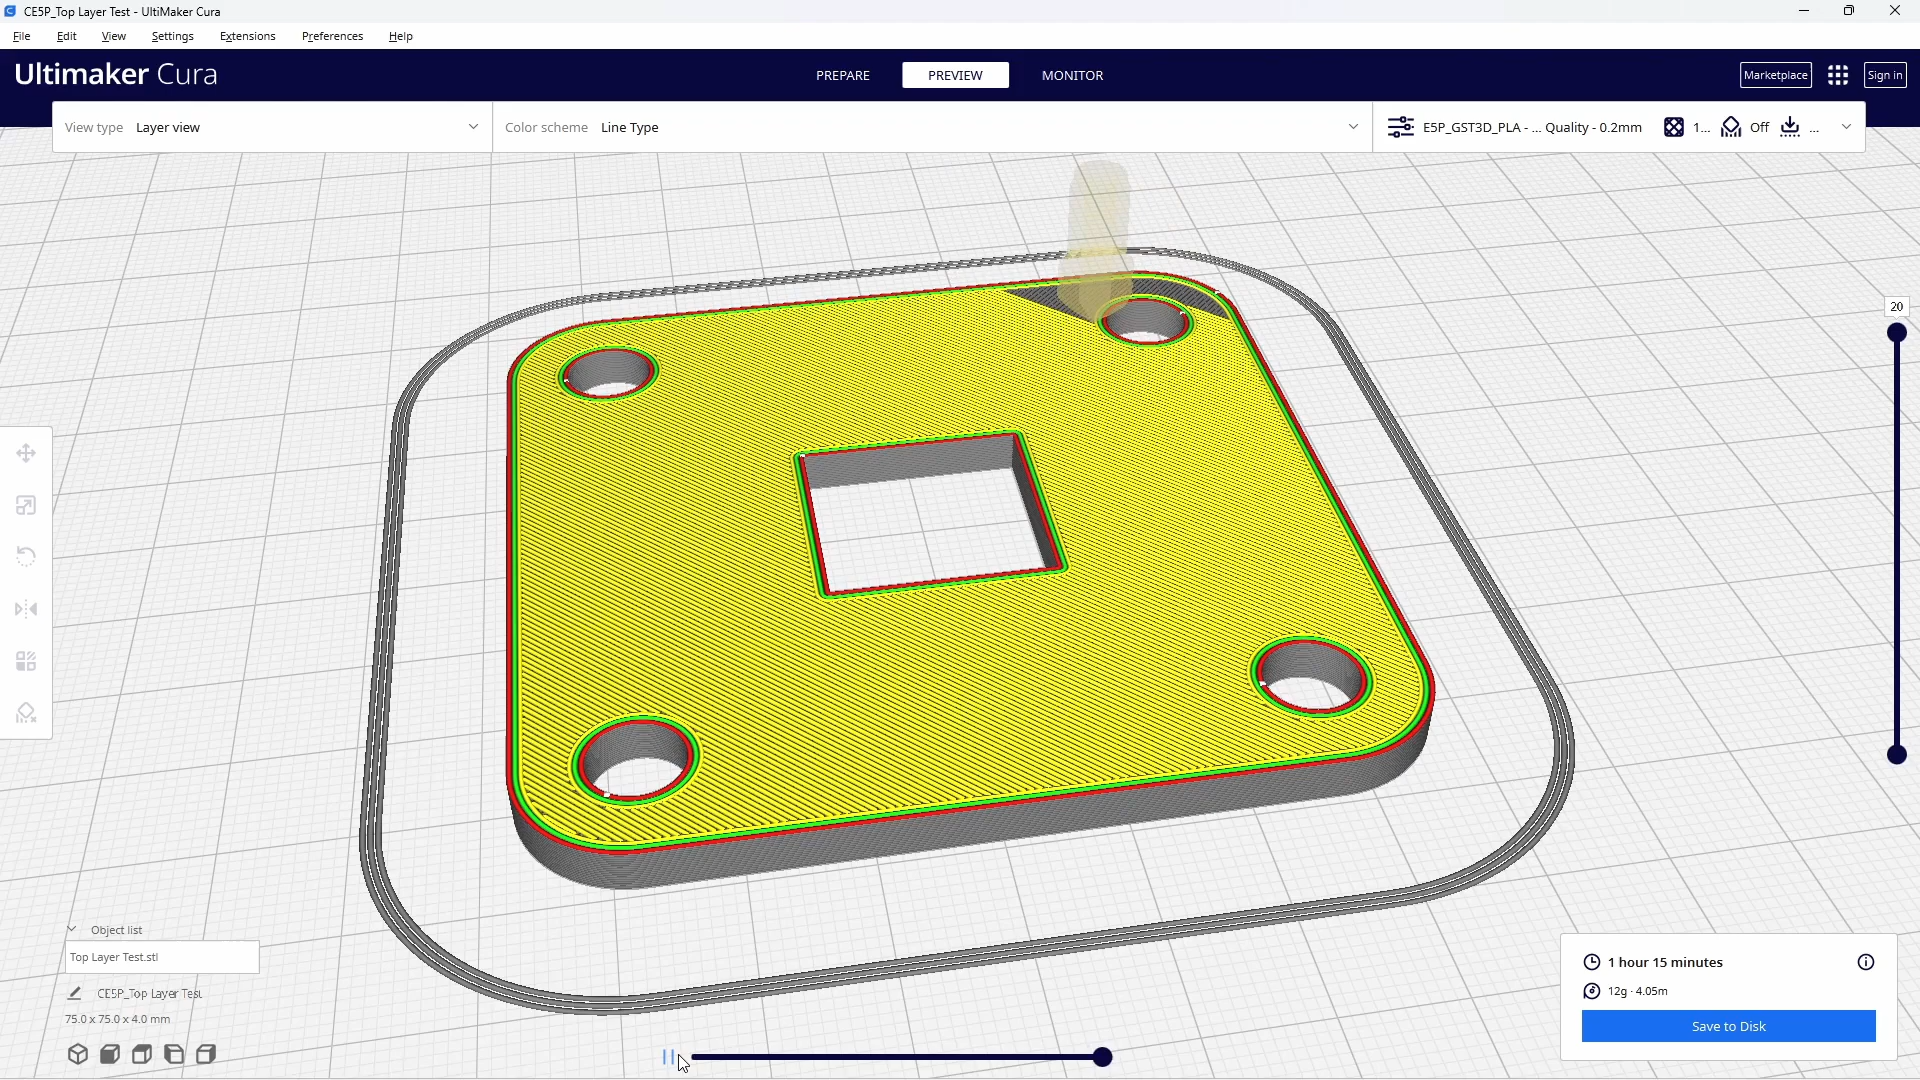 CE5P_Top Layer Test - UltiMaker Cura
File Edit View Settings Extensions Preferences Help
Ultimaker Cura
PREPARE PREVIEW MONITOR
Marketplace Sign in
View type Layer view
Color scheme Line Type
E5P_GST3D_PLA - ... Quality - 0.2mm 1... Off ...
20
Object list
Top Layer Test.stl
CE5P_Top Layer Test
75.0 x 75.0 x 4.0 mm
1 hour 15 minutes
12g · 4.05m
Save to Disk